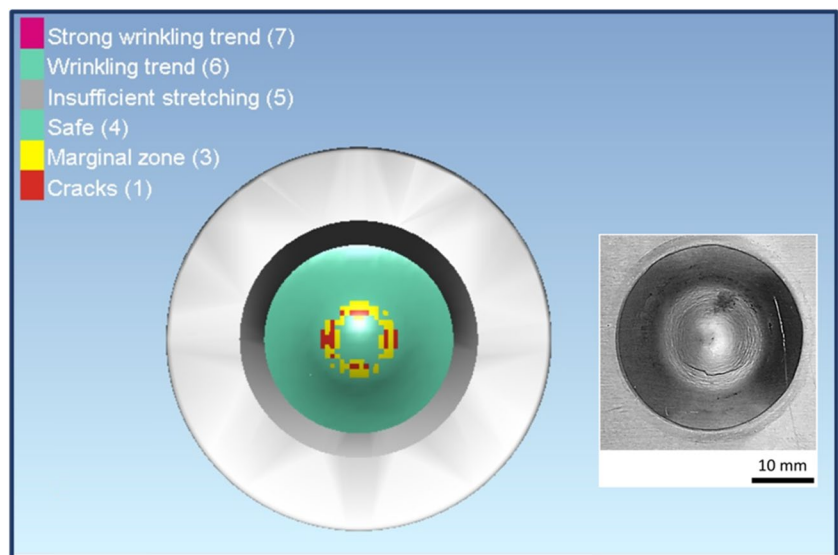 Strong wrinkling trend (7)
Wrinkling trend (6)
Insufficient stretching (5)
Safe (4)
Marginal zone (3)
Cracks (1)
10 mm